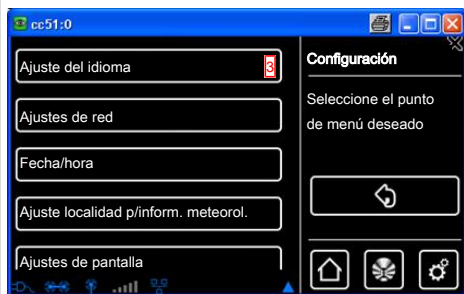 cc51:0
Ajuste del idioma 3
Ajustes de red
Fecha/hora
Ajuste localidad p/inform. meteorol.
Ajustes de pantalla
Configuración
Seleccione el punto
de menú deseado